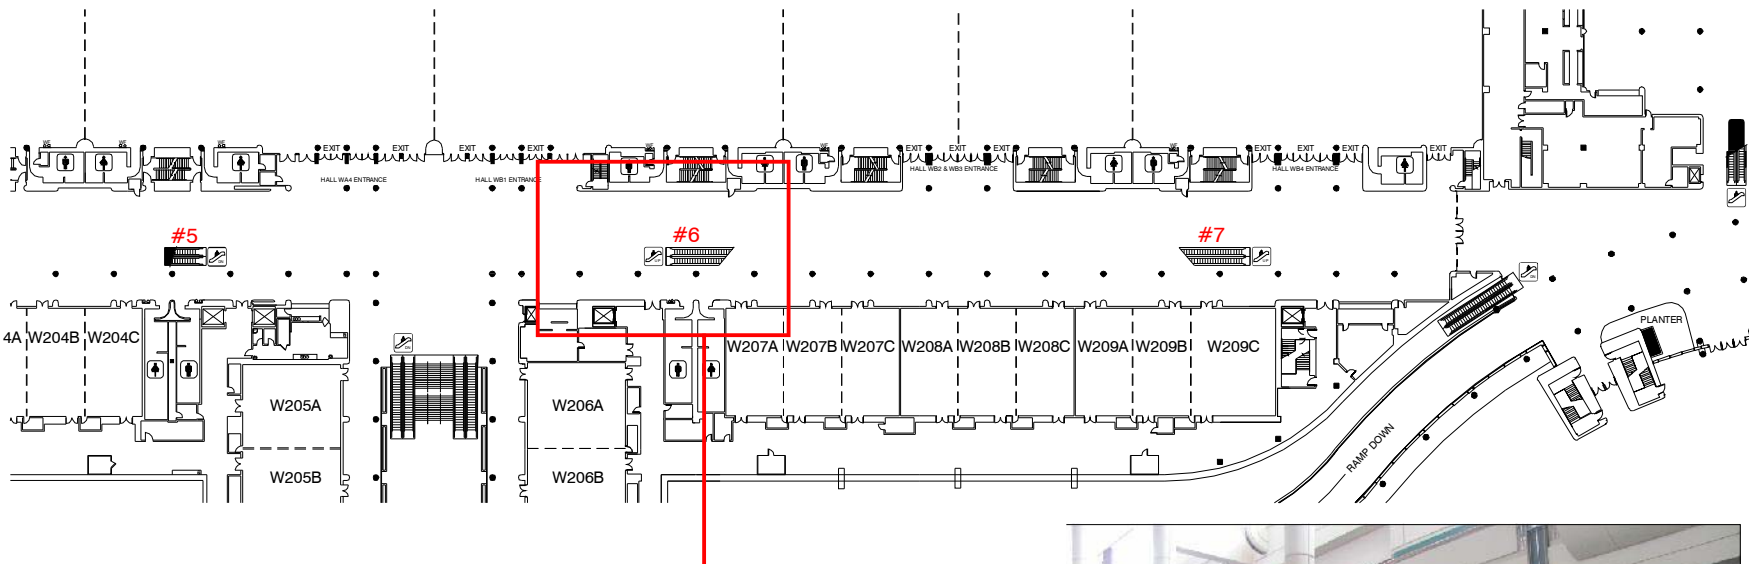 EXIT EXIT EXIT EXIT EXIT EXIT EXIT EXIT EXIT EXIT EXIT EXIT
HALL WA4 ENTRANCE
HALL WB1 ENTRANCE
HALL WB2 & WB3 ENTRANCE
HALL WB4 ENTRANCE
#5
#6
#7
PLANTER
4A W204B W204C
W207A W207B W207C W208A W208B W208C W209A W209B W209C
W205A
W206A
RAMP DOWN
W205B
W206B